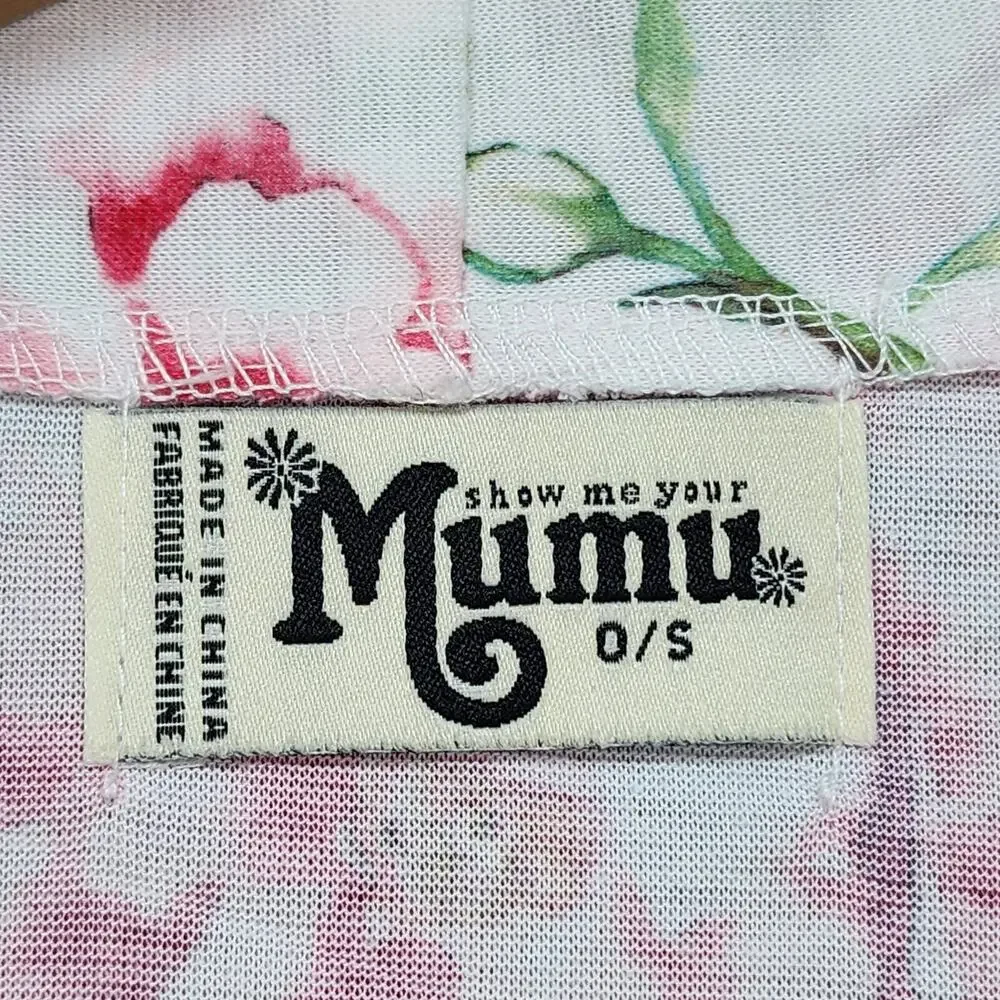 MADE IN CHINA
FABRIQUÉ EN CHINE
show me your
Mumu
O/S